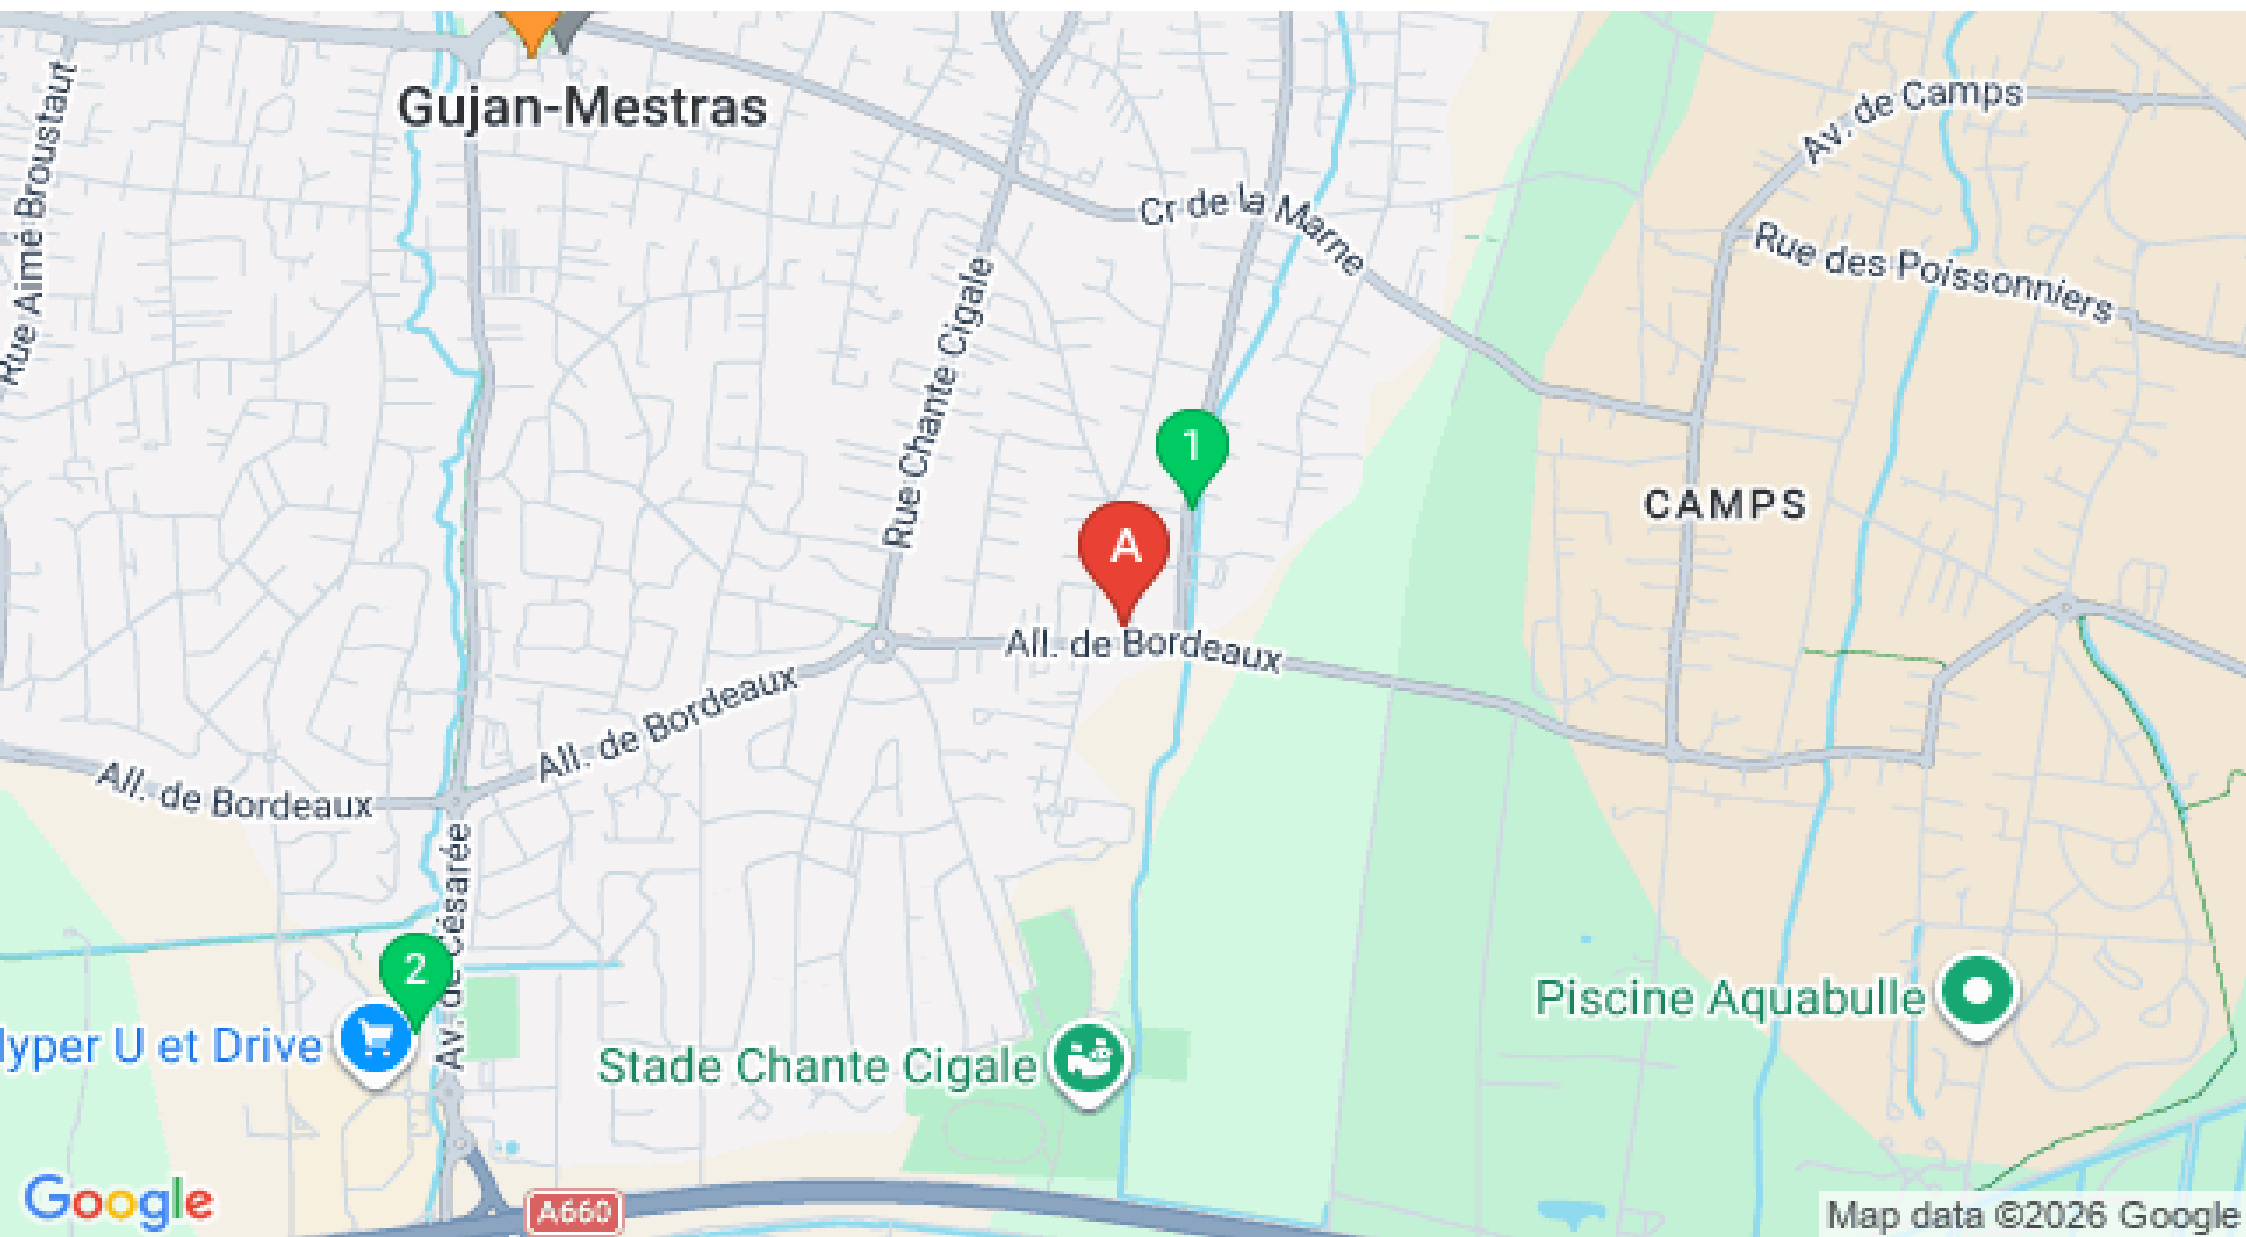 Gujan-Mestras
Rue Aimé Broustaut
Av. de Camps
Cr de la Marne
Rue des Poissonniers
Rue Chante Cigale
1
A
CAMPS
All. de Bordeaux
All. de Bordeaux
All. de Bordeaux
Av. de césarée
2
Hyper U et Drive
Stade Chante Cigale
Piscine Aquabulle
A660
Google
Map data ©2026 Google